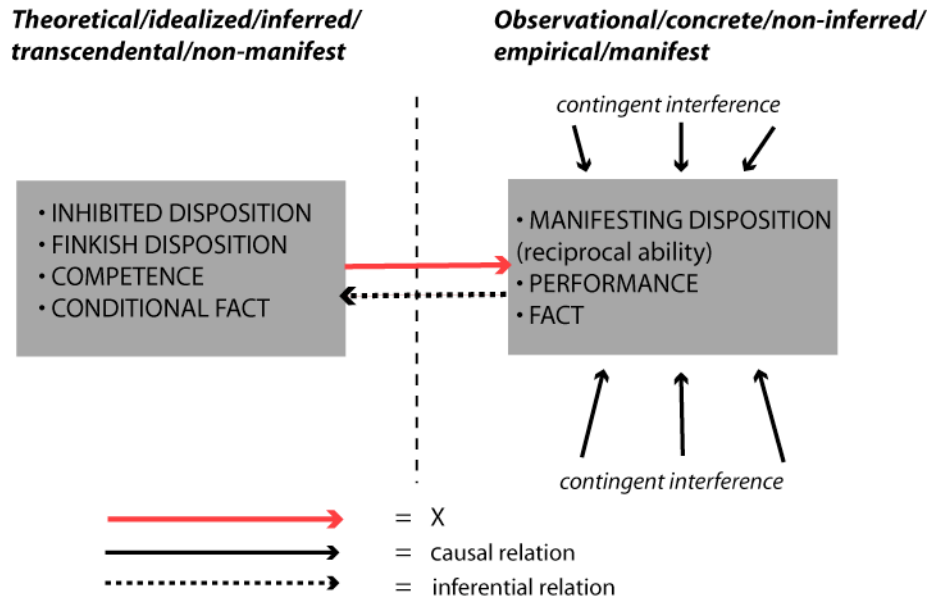 Theoretical/idealized/inferred/
transcendental/non-manifest
Observational/concrete/non-inferred/
empirical/manifest
contingent interference
• INHIBITED DISPOSITION
• FINKISH DISPOSITION
• COMPETENCE
• CONDITIONAL FACT
• MANIFESTING DISPOSITION
(reciprocal ability)
• PERFORMANCE
• FACT
contingent interference
= X
= causal relation
= inferential relation